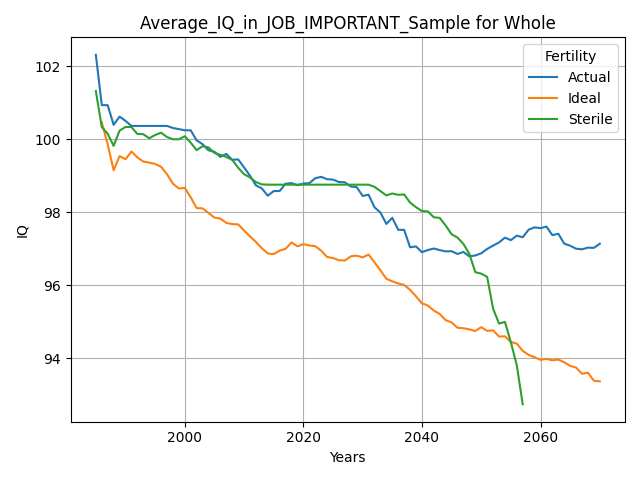 Average_IQ_in_JOB_IMPORTANT_Sample for Whole
Fertility
Actual
Ideal
Sterile
IQ
102
100
98
96
94
2000
2020
2040
2060
Years